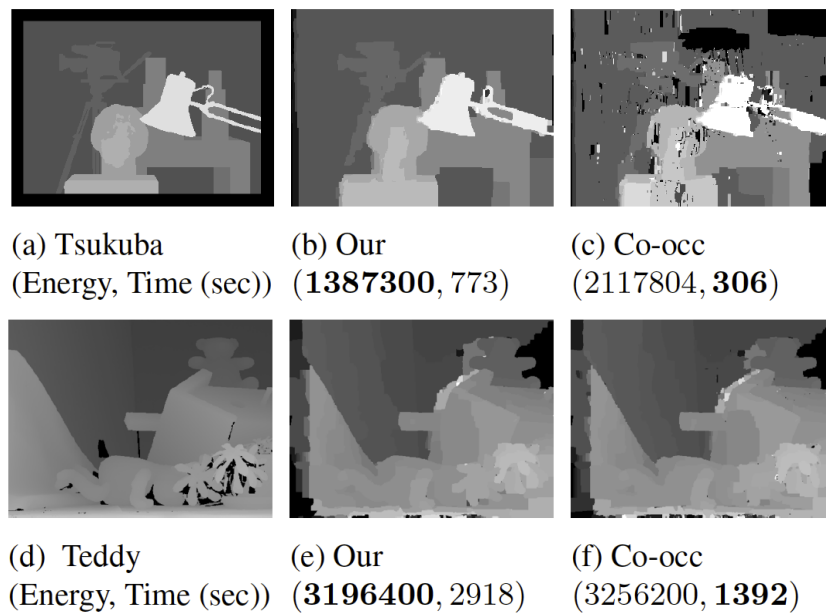 (a) Tsukuba
(Energy, Time (sec))
(b) Our
(1387300, 773)
(c) Co-occ
(2117804, 306)
(d) Teddy
(Energy, Time (sec))
(e) Our
(3196400, 2918)
(f) Co-occ
(3256200, 1392)